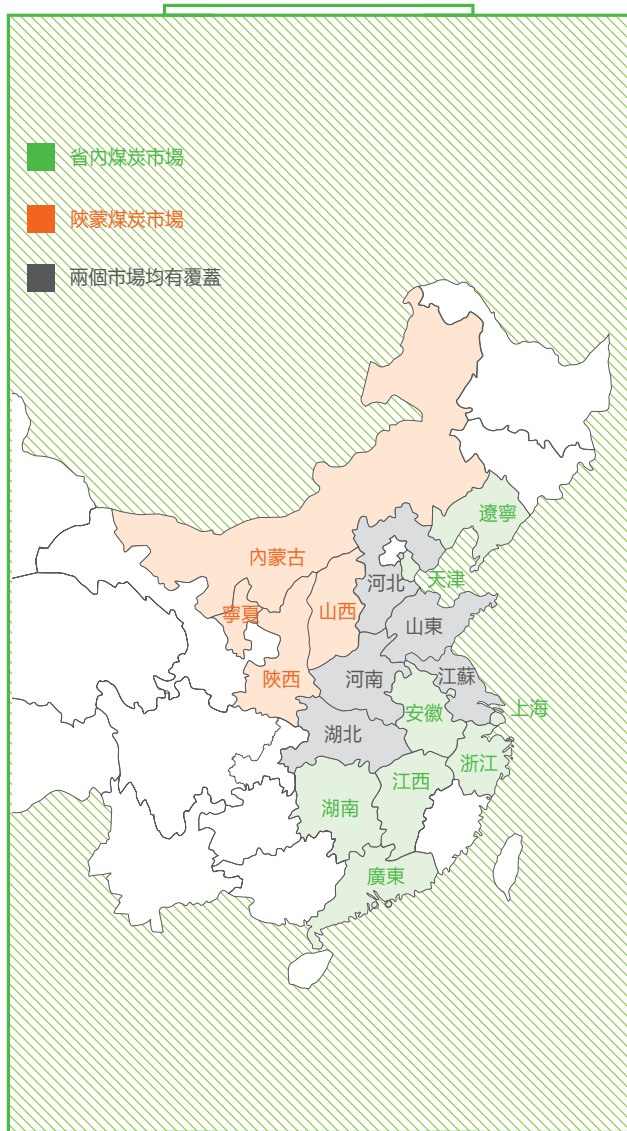 省內煤炭市場
陝蒙煤炭市場
兩個市場均有覆蓋
遼寧
內蒙古
河北
天津
寧夏
山西
山東
陝西
河南
江蘇
安徽
上海
湖北
浙江
江西
湖南
廣東